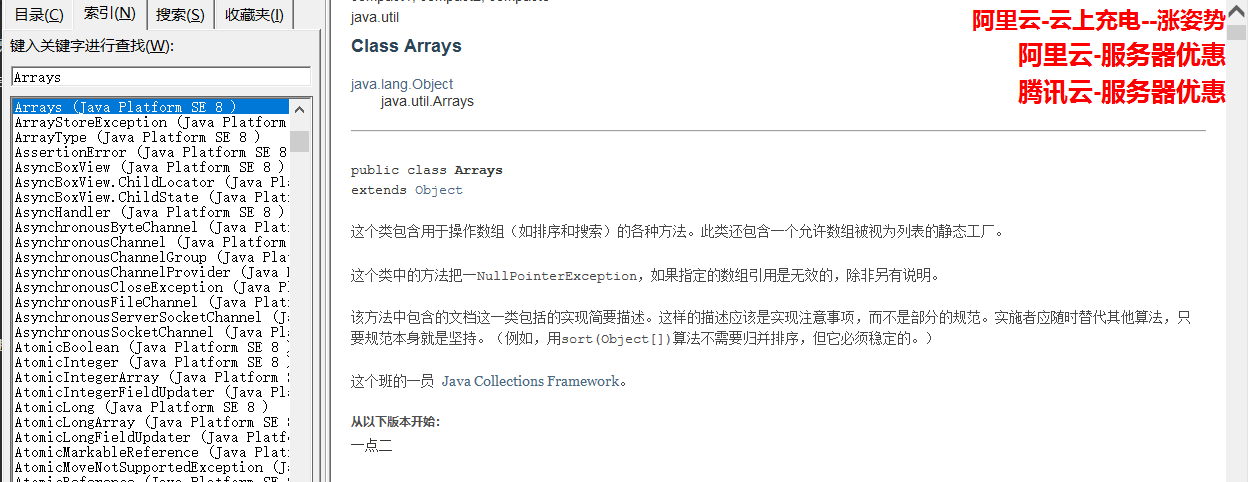 目录(C) 索引(N) 搜索(S) 收藏夹(I)
键入关键字进行查找(W):
Arrays
Arrays (Java Platform SE 8 )
ArrayStoreException (Java Platform
ArrayType (Java Platform SE 8 )
AssertionError (Java Platform SE 8
AsyncBoxView (Java Platform SE 8 )
AsyncBoxView.ChildLocator (Java Pla
AsyncBoxView.ChildState (Java Plat
AsyncHandler (Java Platform SE 8 )
AsynchronousByteChannel (Java Plat
AsynchronousChannel (Java Platform
AsynchronousChannelGroup (Java Pla
AsynchronousChannelProvider (Java
AsynchronousCloseException (Java Pl
AsynchronousFileChannel (Java Plat
AsynchronousServerSocketChannel (J
AsynchronousSocketChannel (Java Pla
AtomicBoolean (Java Platform SE 8
AtomicInteger (Java Platform SE 8
AtomicIntegerArray (Java Platform S
AtomicIntegerFieldUpdater (Java Pl
AtomicLong (Java Platform SE 8 )
AtomicLongArray (Java Platform SE 8
AtomicLongFieldUpdater (Java Platf
AtomicMarkableReference (Java Plat
AtomicMoveNotSupportedException (J
java.util
Class Arrays
java.lang.Object
java.util.Arrays
public class Arrays
extends Object
这个类包含用于操作数组（如排序和搜索）的各种方法。此类还包含一个允许数组被视为列表的静态工厂。
这个类中的方法把一NullPointerException，如果指定的数组引用是无效的，除非另有说明。
该方法中包含的文档这一类包括的实现简要描述。这样的描述应该是实现注意事项，而不是部分的规范。实施者应随时替代其他算法，只
要规范本身就是坚持。（例如，用sort(Object[])算法不需要归并排序，但它必须稳定的。）
这个班的一员 Java Collections Framework。
从以下版本开始:
一点二
阿里云-云上充电--涨姿势
阿里云-服务器优惠
腾讯云-服务器优惠